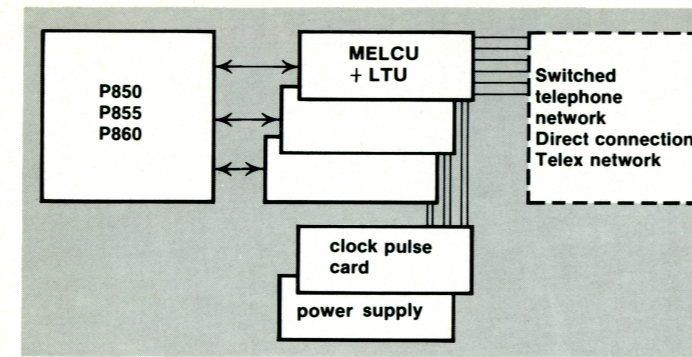 P850
P855
P860
MELCU
+ LTU
Switched
telephone
network
Direct connection
Telex network
clock pulse
card
power supply